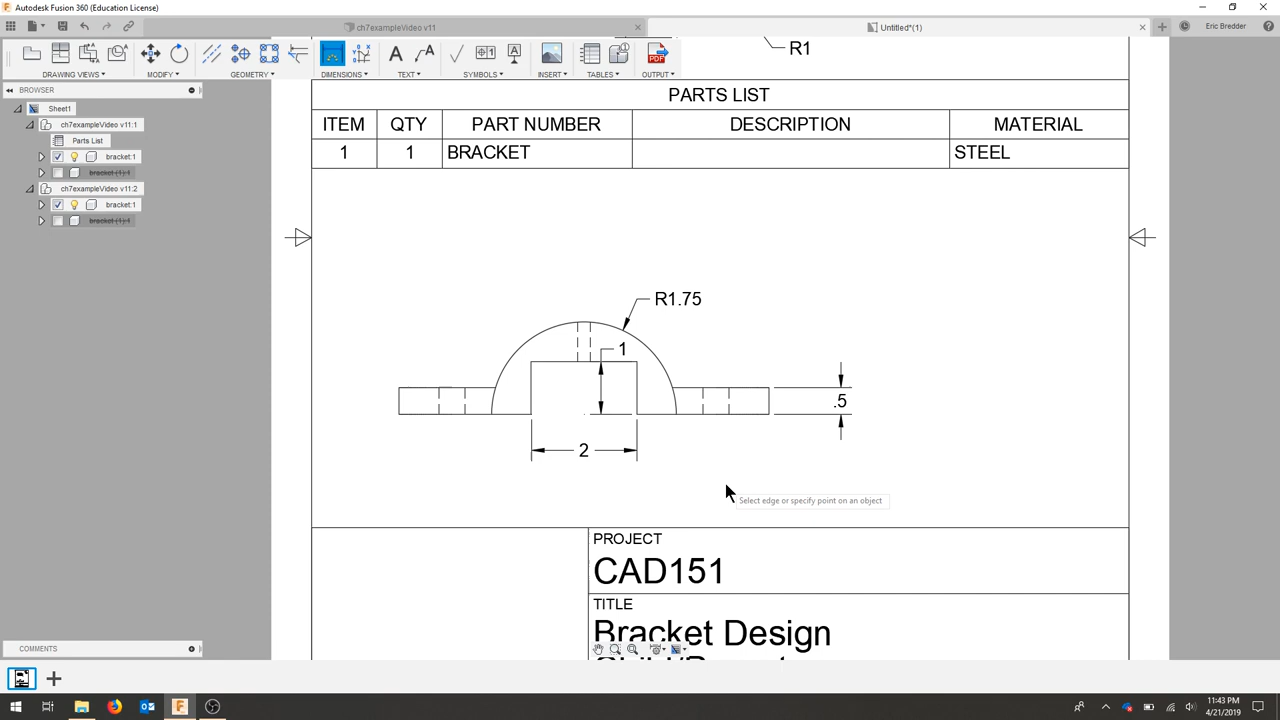 Autodesk Fusion 360 (Education License)
ch7exampleVideo v11
Untitled*(1)
Eric Bredder
DRAWING VIEWS
MODIFY
GEOMETRY
DIMENSIONS
TEXT
SYMBOLS
INSERT
TABLES
PDF
OUTPUT
R1
BROWSER
Sheet1
ch7exampleVideo v11:1
Parts List
bracket:1
bracket (1):1
ch7exampleVideo v11:2
bracket:1
bracket (1):1
PARTS LIST
ITEM QTY PART NUMBER DESCRIPTION MATERIAL
1 1 BRACKET STEEL
R1.75
1
.5
2
Select edge or specify point on an object
PROJECT
CAD151
TITLE
Bracket Design
COMMENTS
11:43 PM
4/21/2019